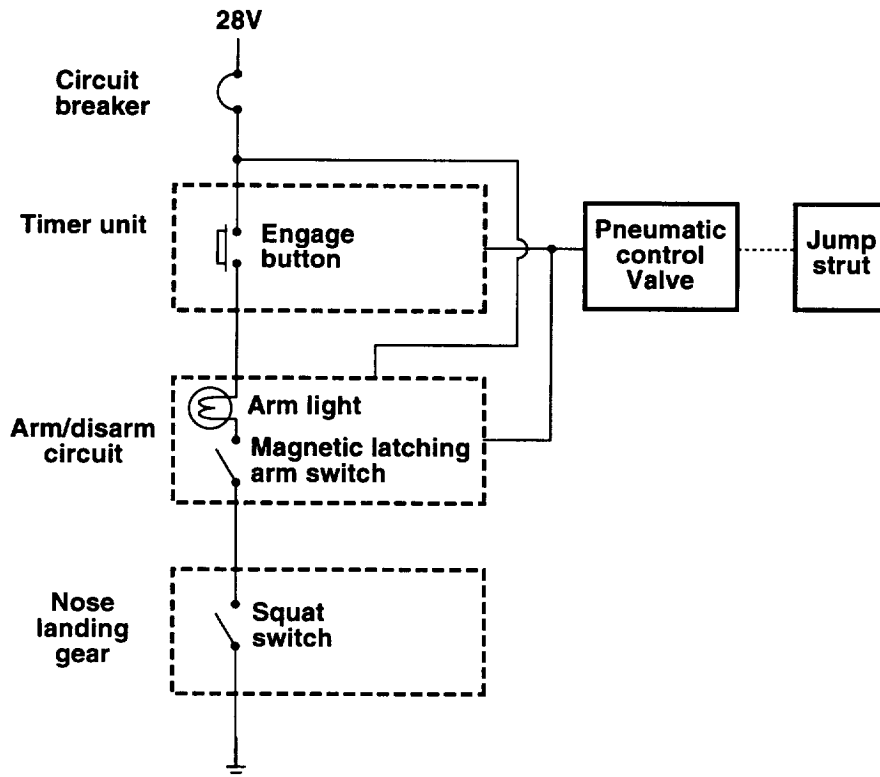 28V
Circuit
breaker
Timer unit
Engage
button
Pneumatic
control
Valve
Jump
strut
Arm/disarm
circuit
Arm light
Magnetic latching
arm switch
Nose
landing
gear
Squat
switch